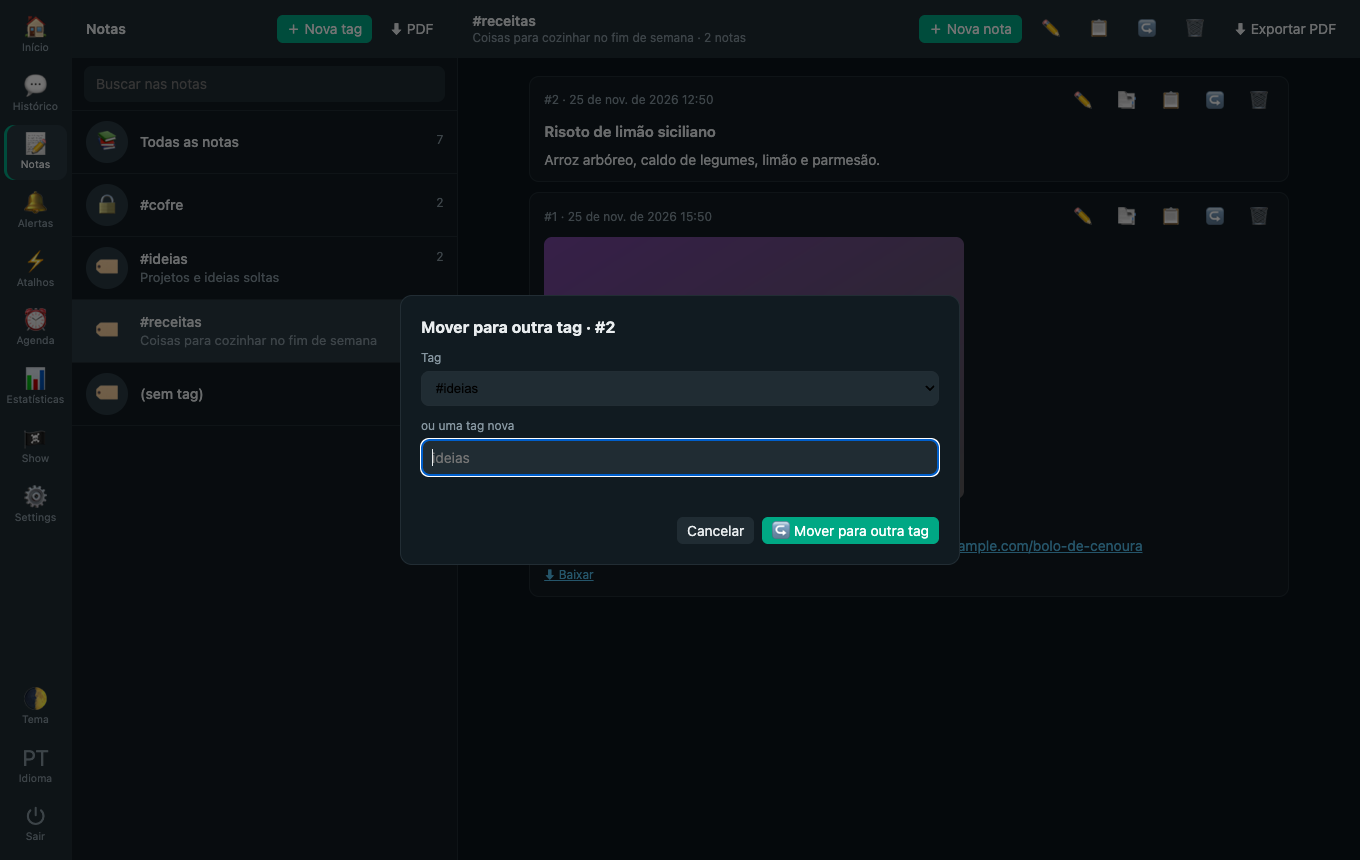 Início
Histórico
Notas
Alertas
Atalhos
Agenda
Estatísticas
Show
Settings
Tema
PT
Idioma
Sair
Notas
+ Nova tag
⬇ PDF
Buscar nas notas
Todas as notas
7
#cofre
2
#ideias
2
Projetos e ideias soltas
#receitas
Coisas para cozinhar no fim de semana
(sem tag)
#receitas
Coisas para cozinhar no fim de semana · 2 notas
+ Nova nota
⬇ Exportar PDF
#2 · 25 de nov. de 2026 12:50
Risoto de limão siciliano
Arroz arbóreo, caldo de legumes, limão e parmesão.
#1 · 25 de nov. de 2026 15:50
ample.com/bolo-de-cenoura
⬇ Baixar
Mover para outra tag · #2
Tag
#ideias
ou uma tag nova
ideias
Cancelar
Mover para outra tag